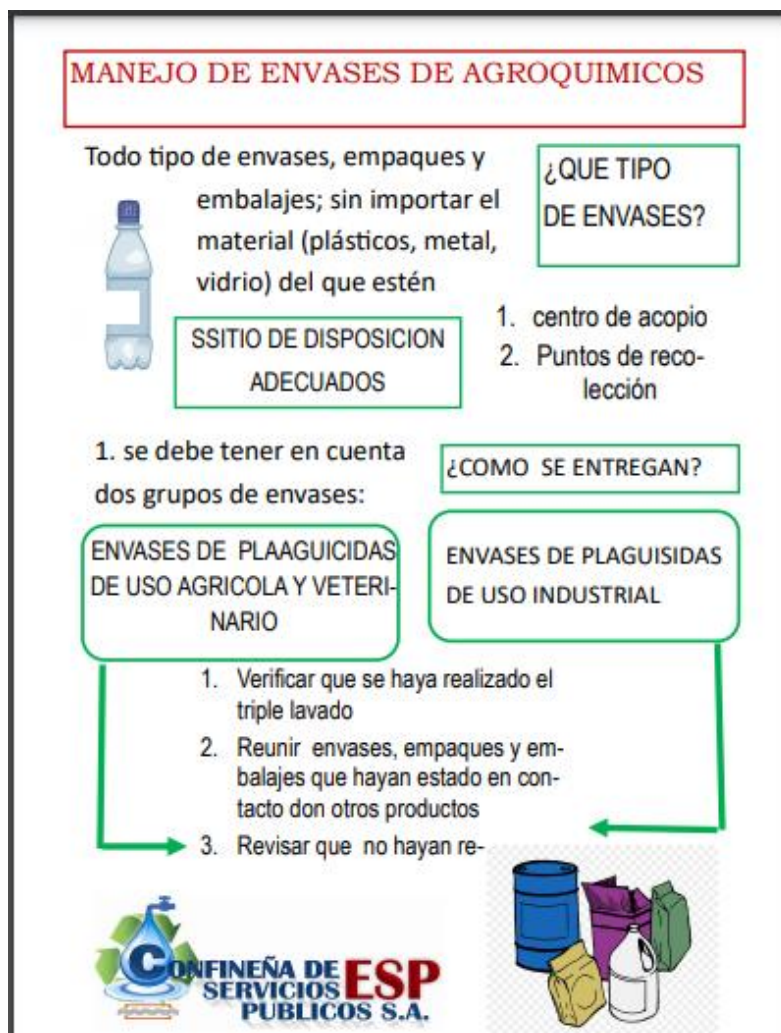 MANEJO DE ENVASES DE AGROQUIMICOS
Todo tipo de envases, empaques y
embalajes; sin importar el
material (plásticos, metal,
vidrio) del que estén
¿QUE TIPO
DE ENVASES?
SSITIO DE DISPOSICION
ADECUADOS
1. centro de acopio
2. Puntos de reco-
lección
1. se debe tener en cuenta
dos grupos de envases:
¿COMO SE ENTREGAN?
ENVASES DE PLAAGUICIDAS
DE USO AGRICOLA Y VETERI-
NARIO
ENVASES DE PLAGUISIDAS
DE USO INDUSTRIAL
1. Verificar que se haya realizado el
triple lavado
2. Reunir envases, empaques y em-
balajes que hayan estado en con-
tacto don otros productos
3. Revisar que no hayan re-
CONFINEÑA DE
SERVICIOS
PUBLICOS S.A.
ESP